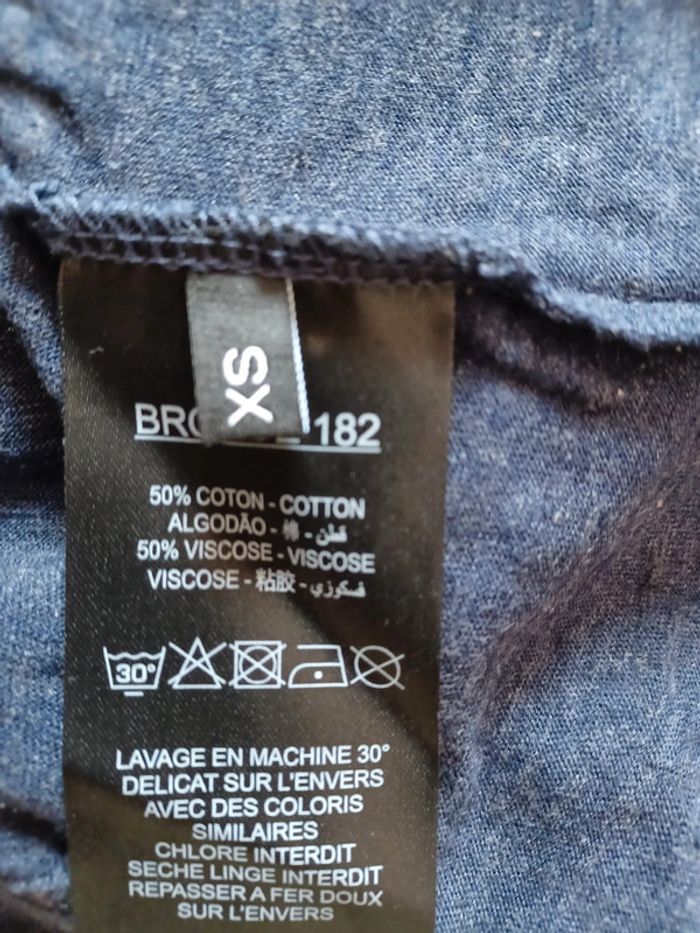 XS
182
50% COTON - COTTON
ALGODÃO - 棉 - قطن
50% VISCOSE - VISCOSE
VISCOSE - 粘胶 - فسكوزي
30°
LAVAGE EN MACHINE 30°
DELICAT SUR L'ENVERS
AVEC DES COLORIS
SIMILAIRES
CHLORE INTERDIT
SECHE LINGE INTERDIT
REPASSER A FER DOUX
SUR L'ENVERS